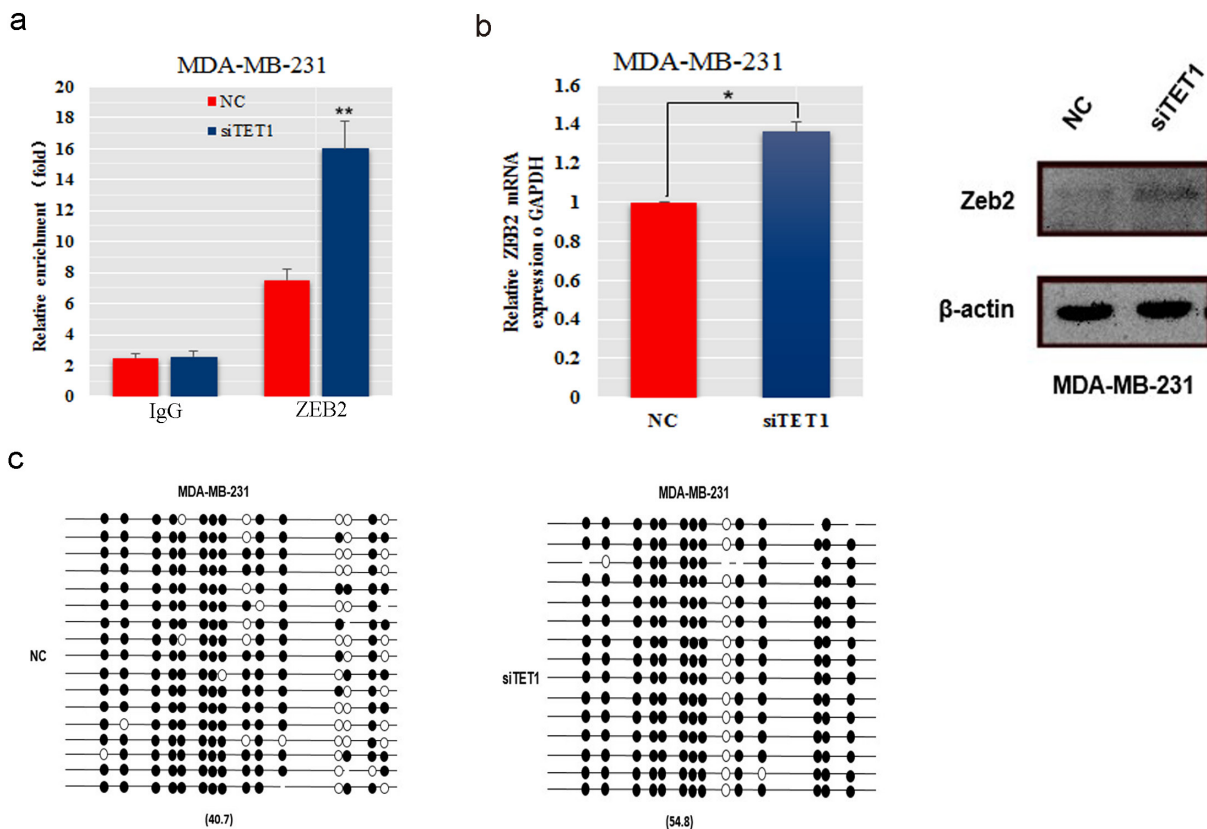 a
MDA-MB-231
Relative enrichment (fold)
20
18
16
14
12
10
8
6
4
2
0
NC
siTET1
**
IgG
ZEB2
b
MDA-MB-231
Relative ZEB2 mRNA
expression o GAPDH
1.6
1.4
1.2
1
0.8
0.6
0.4
0.2
0
*
NC
siTET1
NC
siTET1
Zeb2
β-actin
MDA-MB-231
c
MDA-MB-231
NC
(40.7)
MDA-MB-231
siTET1
(54.8)